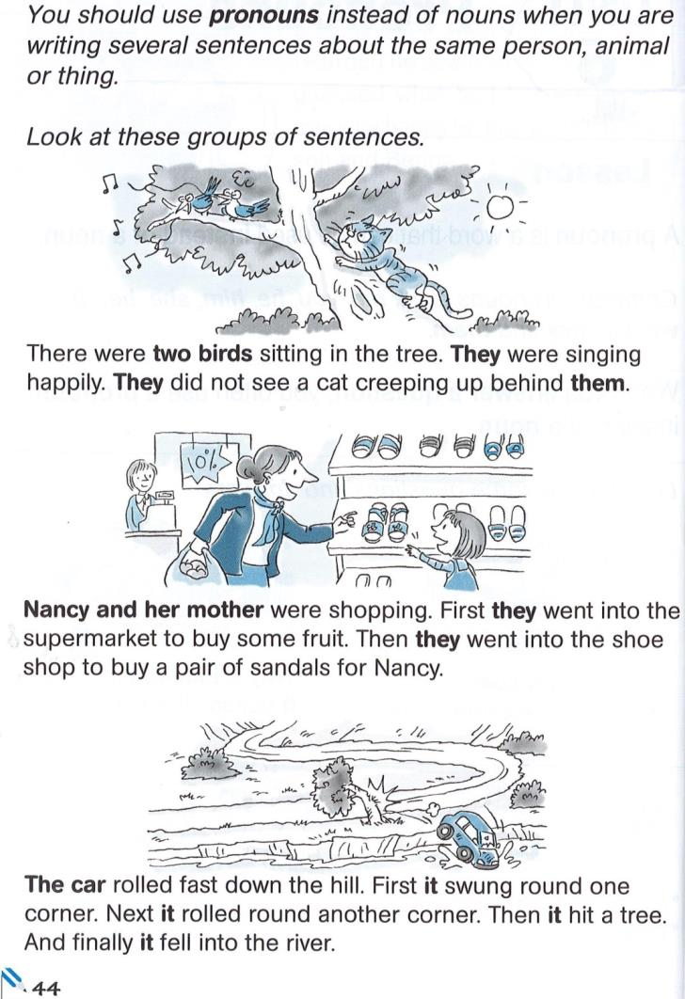 You should use pronouns instead of nouns when you are
writing several sentences about the same person, animal
or thing.
Look at these groups of sentences.
There were two birds sitting in the tree. They were singing
happily. They did not see a cat creeping up behind them.
10%
Nancy and her mother were shopping. First they went into the
supermarket to buy some fruit. Then they went into the shoe
shop to buy a pair of sandals for Nancy.
The car rolled fast down the hill. First it swung round one
corner. Next it rolled round another corner. Then it hit a tree.
And finally it fell into the river.
44